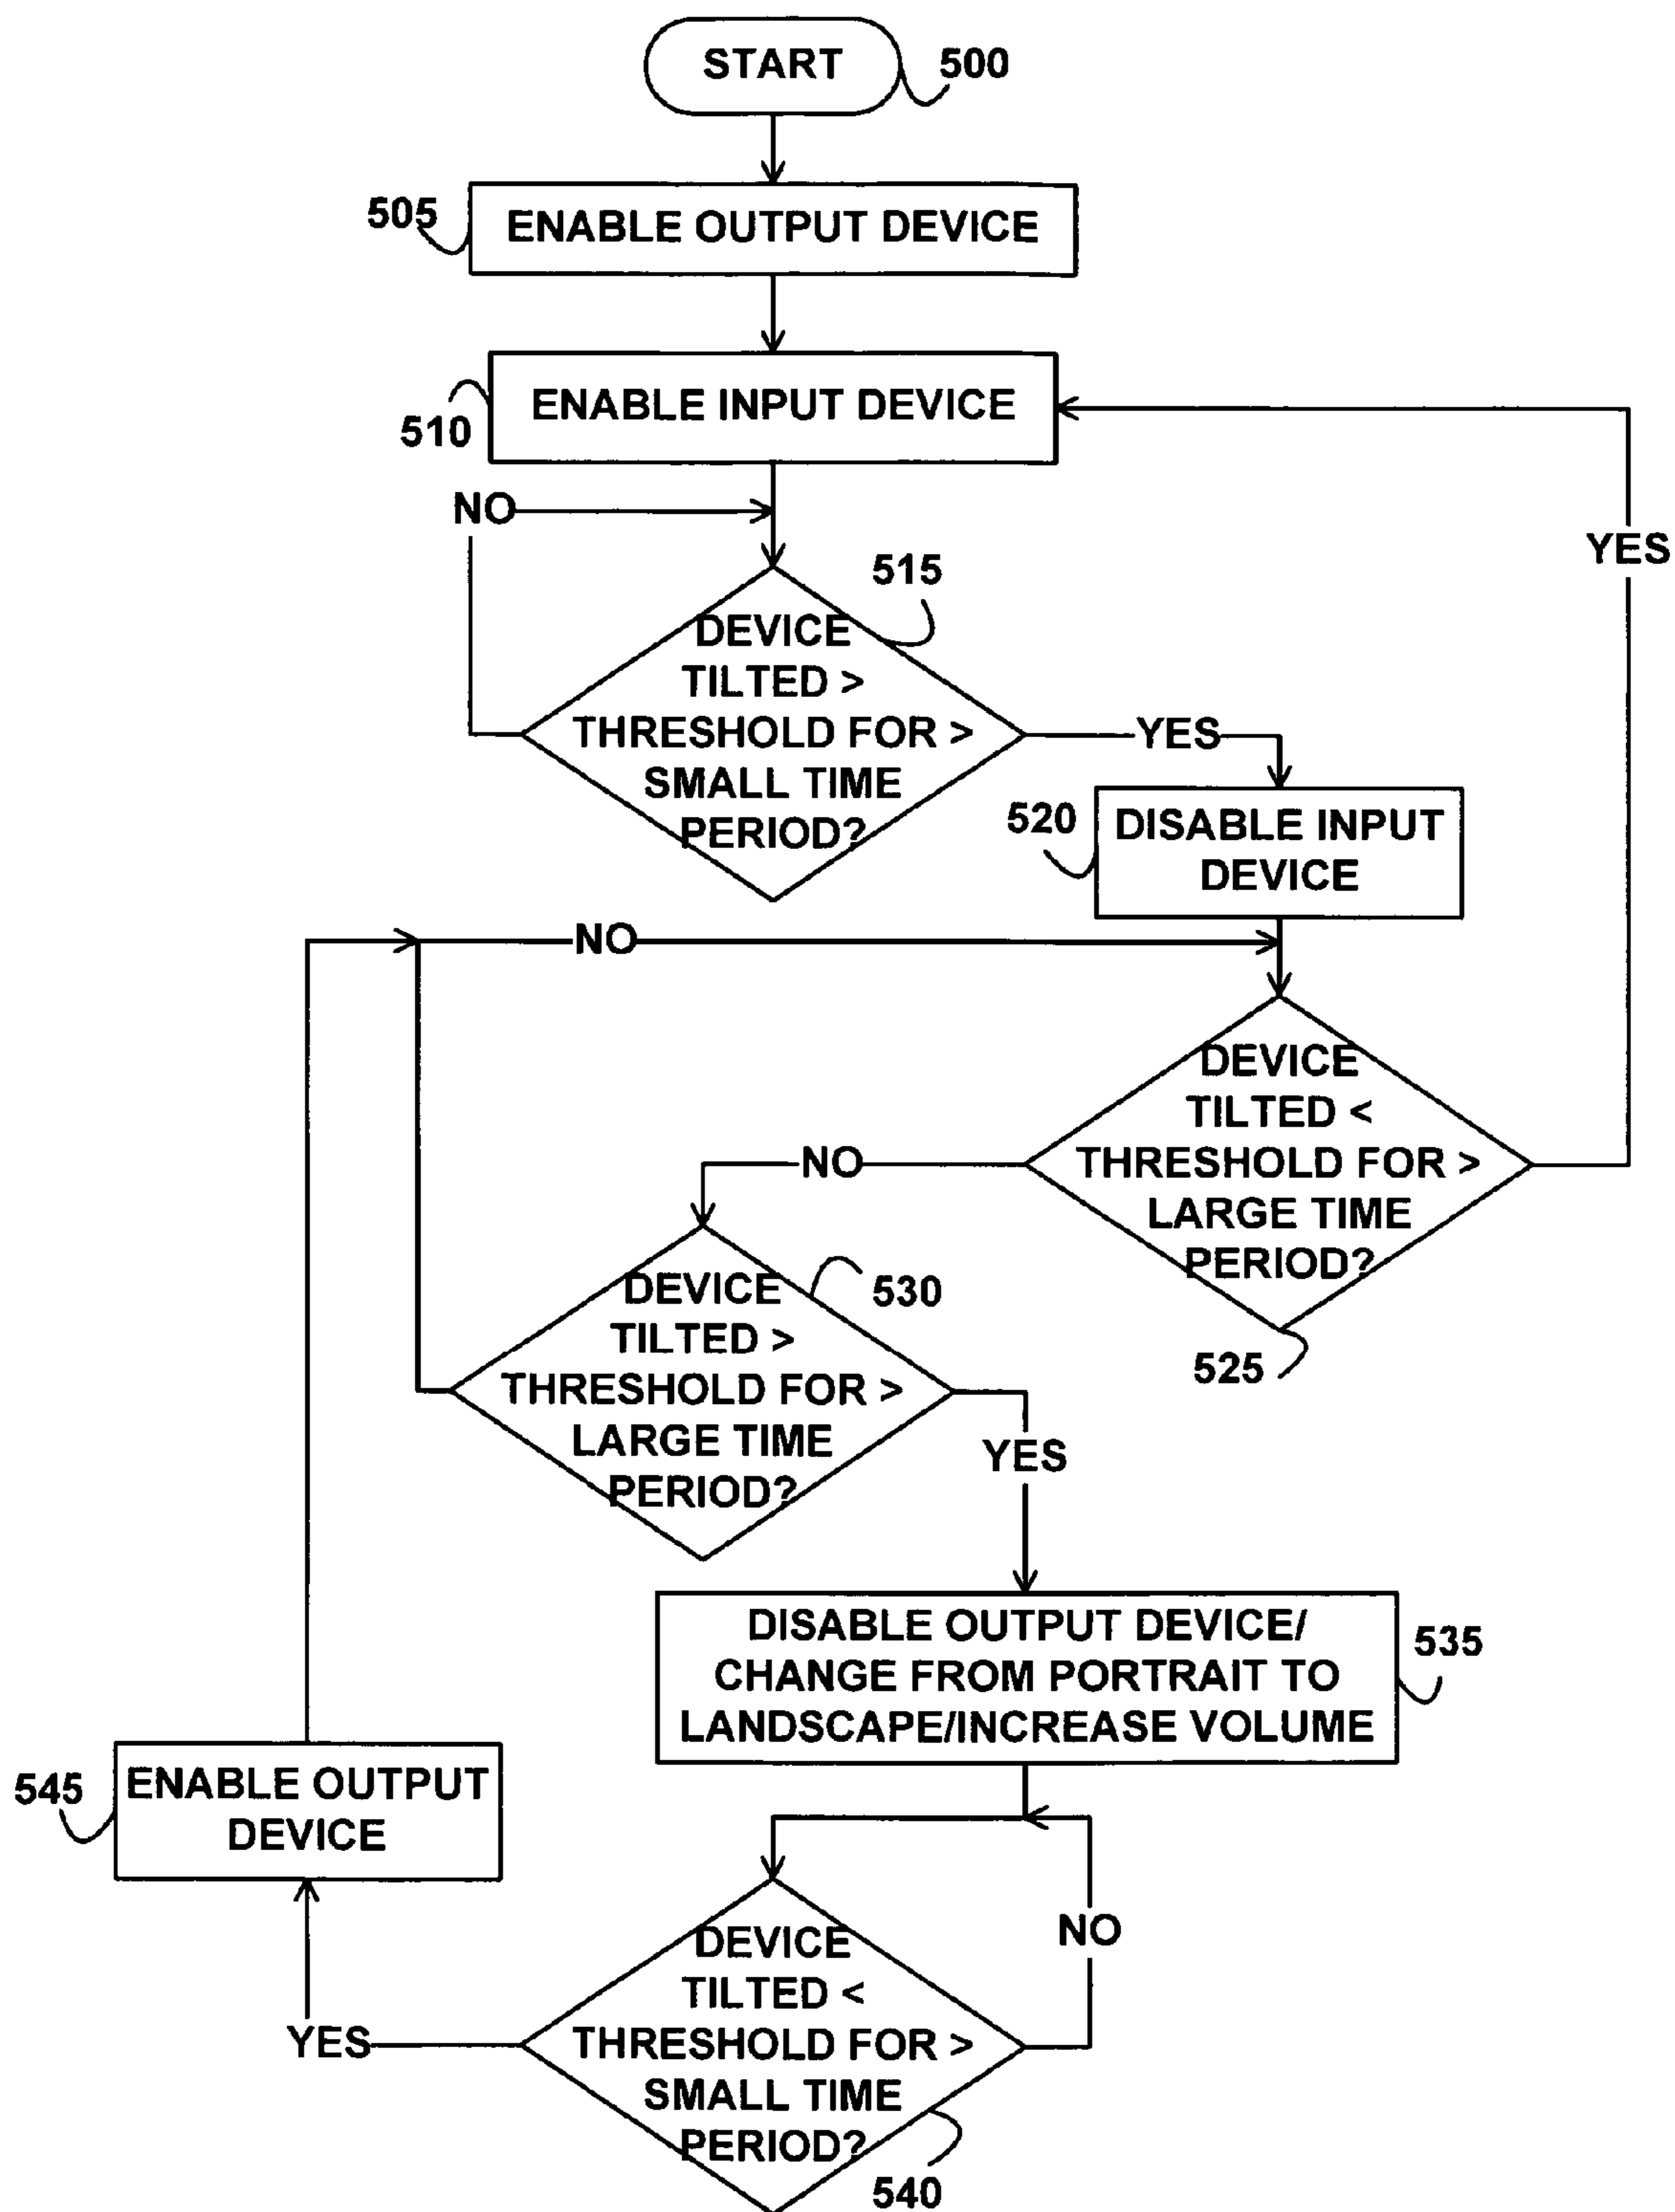 START
500
505
ENABLE OUTPUT DEVICE
510
ENABLE INPUT DEVICE
NO
YES
515
DEVICE
TILTED >
THRESHOLD FOR >
SMALL TIME
PERIOD?
YES
520
DISABLE INPUT
DEVICE
NO
DEVICE
TILTED <
THRESHOLD FOR >
LARGE TIME
PERIOD?
525
NO
530
DEVICE
TILTED >
THRESHOLD FOR >
LARGE TIME
PERIOD?
YES
DISABLE OUTPUT DEVICE/
CHANGE FROM PORTRAIT TO
LANDSCAPE/INCREASE VOLUME
535
545
ENABLE OUTPUT
DEVICE
NO
DEVICE
TILTED <
THRESHOLD FOR >
SMALL TIME
PERIOD?
YES
540